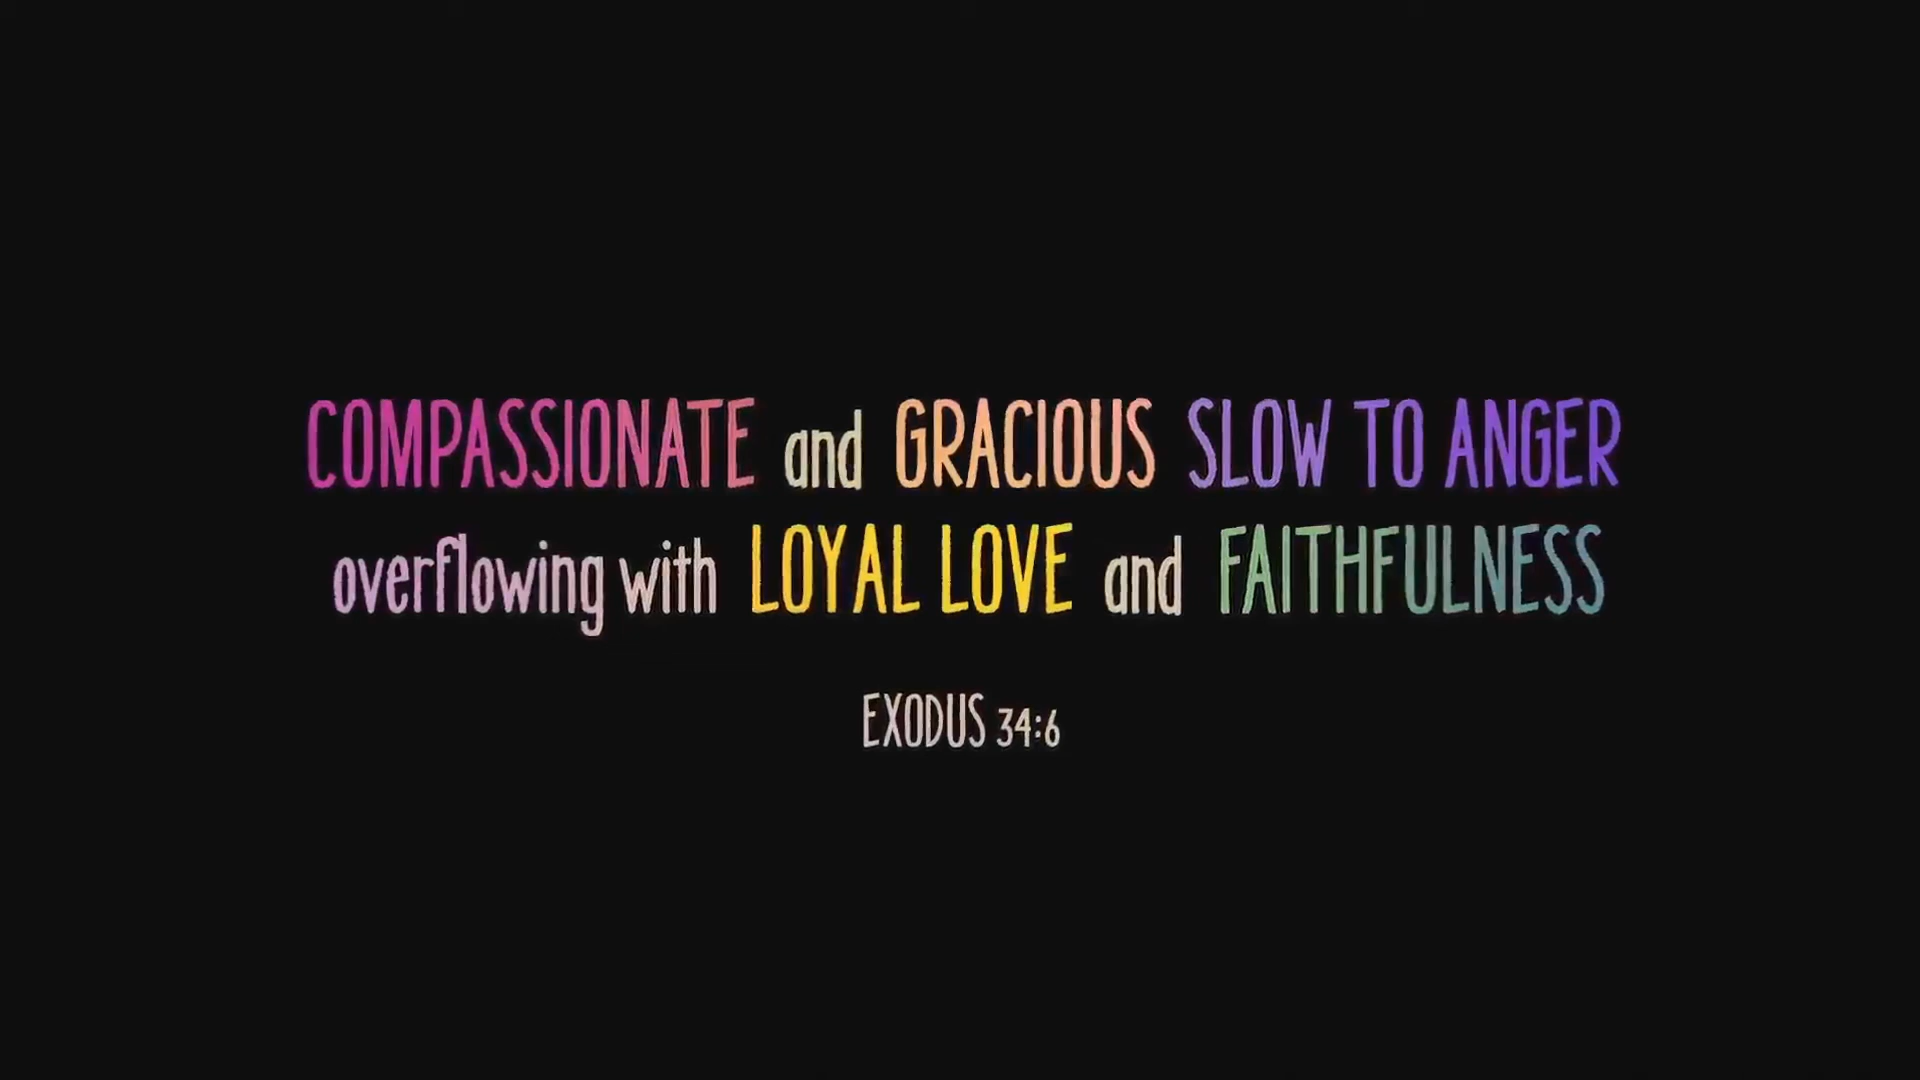 COMPASSIONATE and GRACIOUS SLOW TO ANGER
overflowing with LOYAL LOVE and FAITHFULNESS
EXODUS 34:6